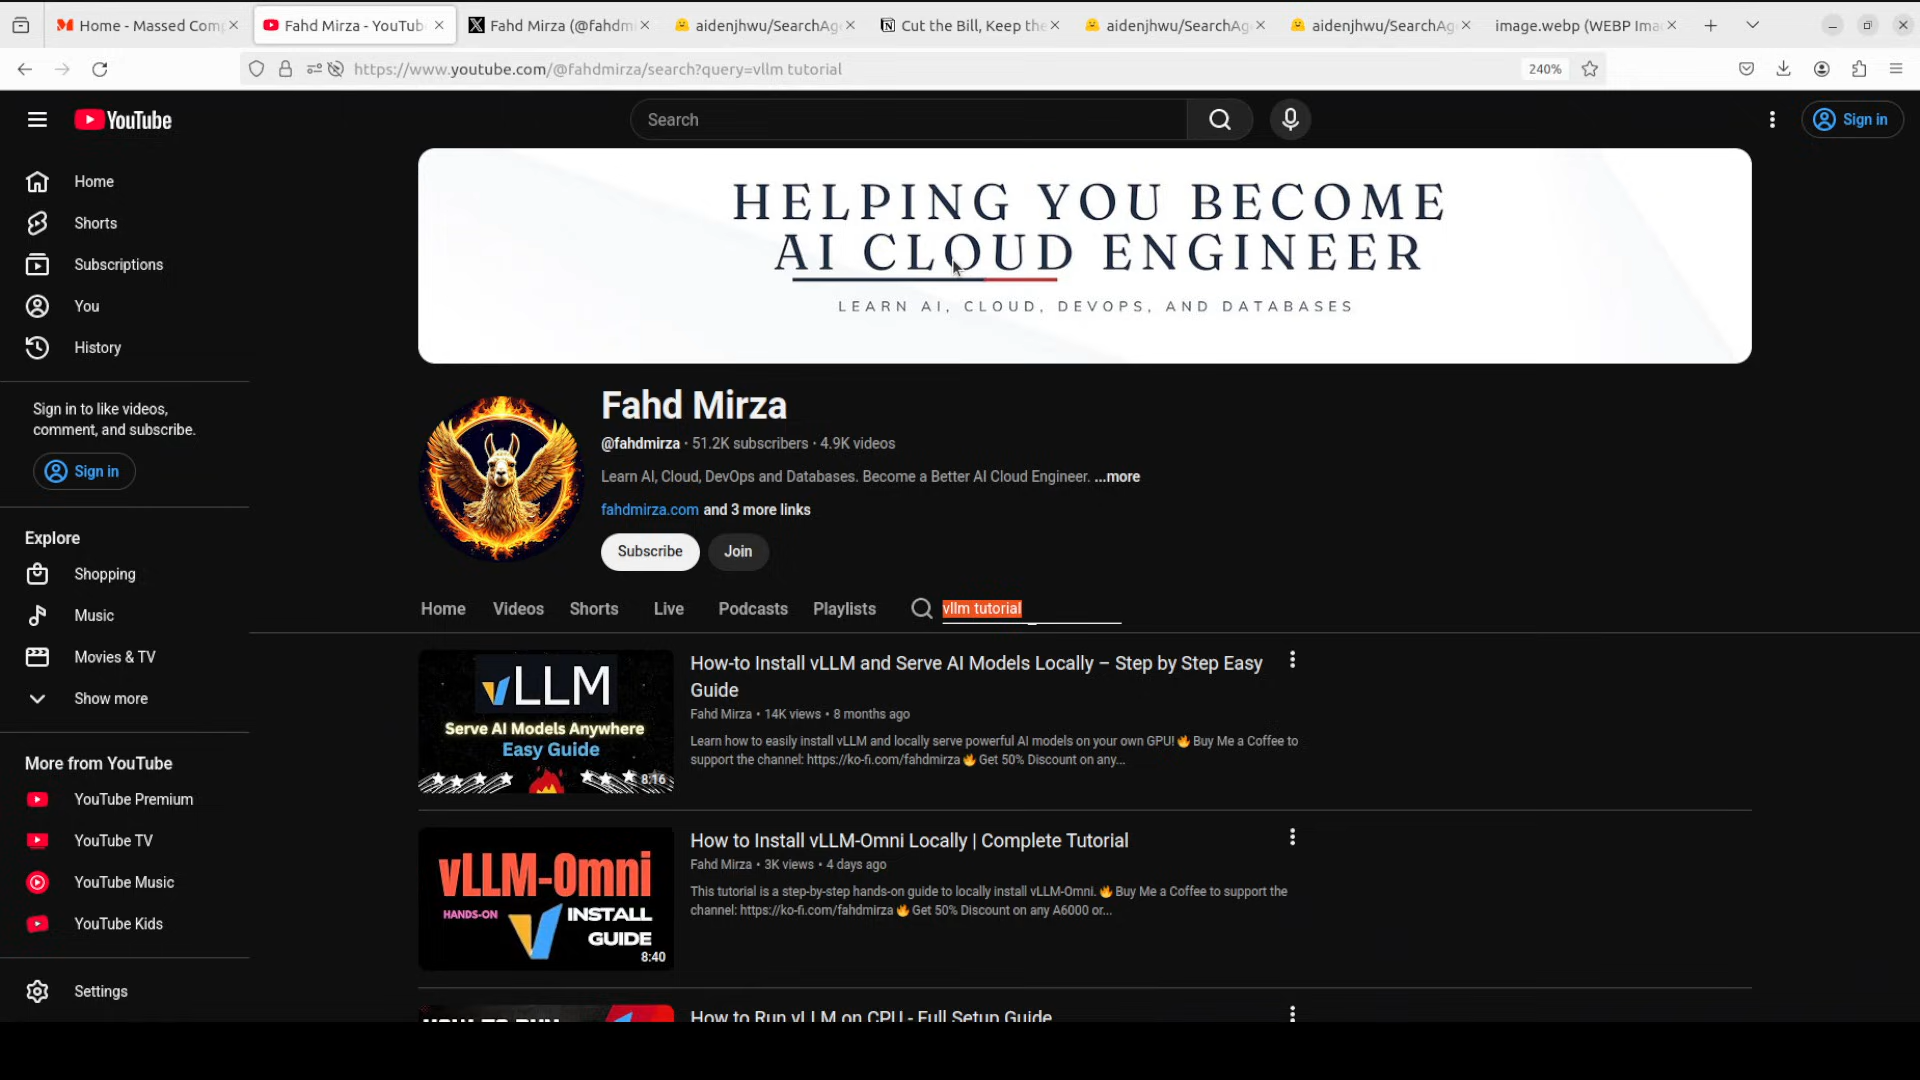 Home - Massed Comp
Fahd Mirza - YouTube
Fahd Mirza (@fahdmi
aidenjhwu/SearchAge
Cut the Bill, Keep the
aidenjhwu/SearchAge
aidenjhwu/SearchAge
image.webp (WEBP Ima
https://www.youtube.com/@fahdmirza/search?query=vllm tutorial
240%
YouTube
Search
Sign in
Home
Shorts
Subscriptions
You
History
Sign in to like videos,
comment, and subscribe.
Sign in
Explore
Shopping
Music
Movies & TV
Show more
More from YouTube
YouTube Premium
YouTube TV
YouTube Music
YouTube Kids
Settings
HELPING YOU BECOME
AI CLOUD ENGINEER
LEARN AI, CLOUD, DEVOPS, AND DATABASES
Fahd Mirza
@fahdmirza • 51.2K subscribers • 4.9K videos
Learn AI, Cloud, DevOps and Databases. Become a Better AI Cloud Engineer. ...more
fahdmirza.com and 3 more links
Subscribe
Join
Home
Videos
Shorts
Live
Podcasts
Playlists
vllm tutorial
vLLM
Serve AI Models Anywhere
Easy Guide
8:16
How-to Install vLLM and Serve AI Models Locally – Step by Step Easy
Guide
Fahd Mirza • 14K views • 8 months ago
Learn how to easily install vLLM and locally serve powerful AI models on your own GPU! 🔥 Buy Me a Coffee to
support the channel: https://ko-fi.com/fahdmirza 🔥 Get 50% Discount on any...
vLLM-Omni
HANDS-ON
INSTALL
GUIDE
8:40
How to Install vLLM-Omni Locally | Complete Tutorial
Fahd Mirza • 3K views • 4 days ago
This tutorial is a step-by-step hands-on guide to locally install vLLM-Omni. 🔥 Buy Me a Coffee to support the
channel: https://ko-fi.com/fahdmirza 🔥 Get 50% Discount on any A6000 or...
HOW TO RUN
How to Run vLLM on CPU - Full Setup Guide